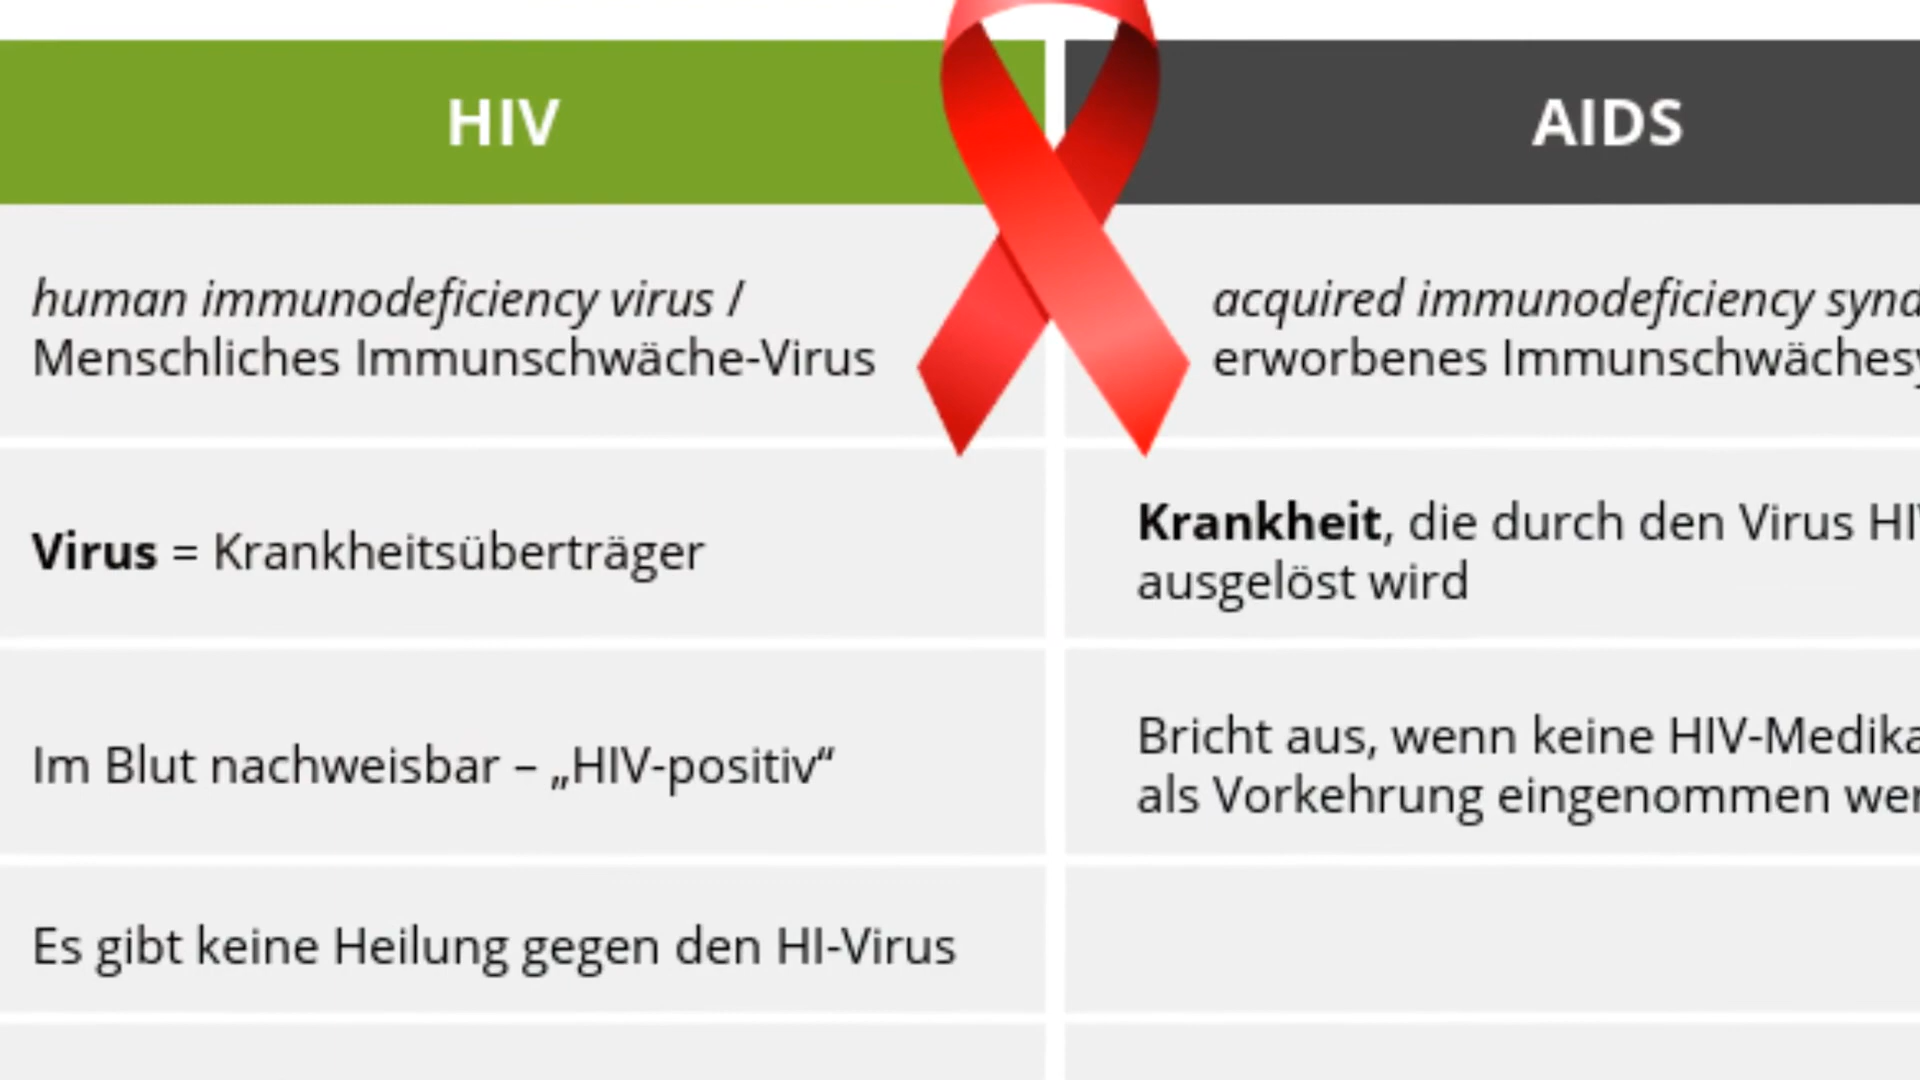 HIV
AIDS
human immunodeficiency virus /
Menschliches Immunschwäche-Virus
acquired immunodeficiency
erworbenes
Virus = Krankheitsüberträger
Krankheit, die durch den Virus
ausgelöst wird
Im Blut nachweisbar – „HIV-positiv“
Bricht aus, wenn keine
als Vorkehrung eingenommen
Es gibt keine Heilung gegen den HI-Virus